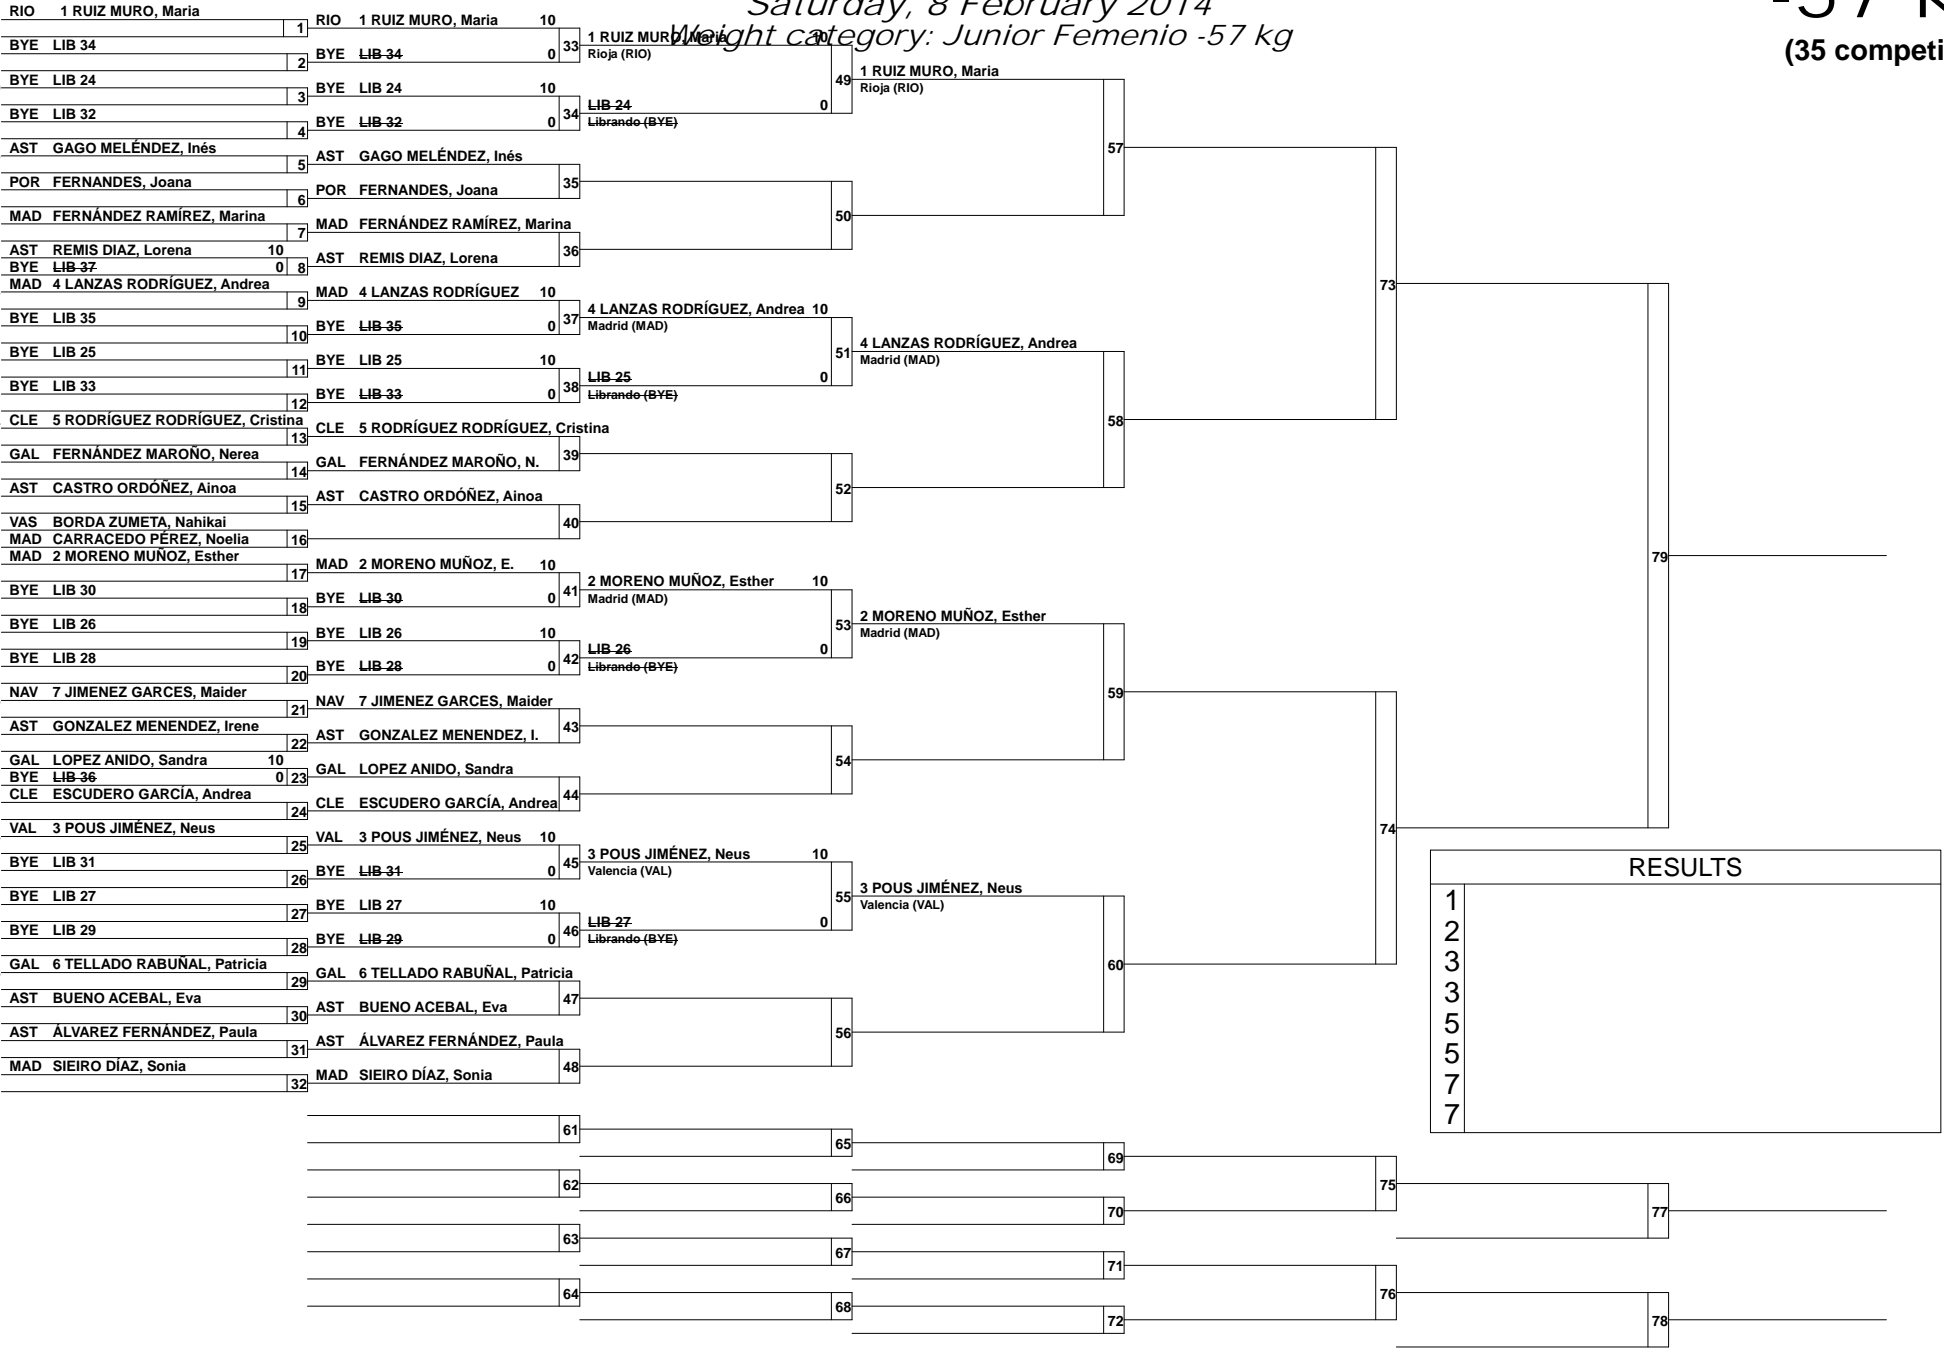 Saturday, 8 February 2014
Weight category: Junior Femenio -57 kg
-57 K
(35 competi
RIO 1 RUIZ MURO, Maria
1
BYE LIB 34
2
BYE LIB 24
3
BYE LIB 32
4
AST GAGO MELÉNDEZ, Inés
5
POR FERNANDES, Joana
6
MAD FERNÁNDEZ RAMÍREZ, Marina
7
AST REMIS DIAZ, Lorena 10
BYE LIB 37 0 8
MAD 4 LANZAS RODRÍGUEZ, Andrea
9
BYE LIB 35
10
BYE LIB 25
11
BYE LIB 33
12
CLE 5 RODRÍGUEZ RODRÍGUEZ, Cristina
13
GAL FERNÁNDEZ MAROÑO, Nerea
14
AST CASTRO ORDÓÑEZ, Ainoa
15
VAS BORDA ZUMETA, Nahikai
MAD CARRACEDO PÉREZ, Noelia 16
MAD 2 MORENO MUÑOZ, Esther
17
BYE LIB 30
18
BYE LIB 26
19
BYE LIB 28
20
NAV 7 JIMENEZ GARCES, Maider
21
AST GONZALEZ MENENDEZ, Irene
22
GAL LOPEZ ANIDO, Sandra 10
BYE LIB 36 0 23
CLE ESCUDERO GARCÍA, Andrea
24
VAL 3 POUS JIMÉNEZ, Neus
25
BYE LIB 31
26
BYE LIB 27
27
BYE LIB 29
28
GAL 6 TELLADO RABUÑAL, Patricia
29
AST BUENO ACEBAL, Eva
30
AST ÁLVAREZ FERNÁNDEZ, Paula
31
MAD SIEIRO DÍAZ, Sonia
32
RIO 1 RUIZ MURO, Maria 10
33
BYE LIB 34 0
BYE LIB 24 10
34
BYE LIB 32 0
AST GAGO MELÉNDEZ, Inés
35
POR FERNANDES, Joana
MAD FERNÁNDEZ RAMÍREZ, Marina
36
AST REMIS DIAZ, Lorena
MAD 4 LANZAS RODRÍGUEZ 10
37
BYE LIB 35 0
BYE LIB 25 10
38
BYE LIB 33 0
CLE 5 RODRÍGUEZ RODRÍGUEZ, Cristina
39
GAL FERNÁNDEZ MAROÑO, N.
AST CASTRO ORDÓÑEZ, Ainoa
40
MAD 2 MORENO MUÑOZ, E. 10
41
BYE LIB 30 0
BYE LIB 26 10
42
BYE LIB 28 0
NAV 7 JIMENEZ GARCES, Maider
43
AST GONZALEZ MENENDEZ, I.
GAL LOPEZ ANIDO, Sandra
44
CLE ESCUDERO GARCÍA, Andrea
VAL 3 POUS JIMÉNEZ, Neus 10
45
BYE LIB 31 0
BYE LIB 27 10
46
BYE LIB 29 0
GAL 6 TELLADO RABUÑAL, Patricia
47
AST BUENO ACEBAL, Eva
AST ÁLVAREZ FERNÁNDEZ, Paula
48
MAD SIEIRO DÍAZ, Sonia
1 RUIZ MURO, Maria 10
Rioja (RIO)
49
LIB 24 0
Librando (BYE)
50
4 LANZAS RODRÍGUEZ, Andrea 10
Madrid (MAD)
51
LIB 25 0
Librando (BYE)
52
2 MORENO MUÑOZ, Esther 10
Madrid (MAD)
53
LIB 26 0
Librando (BYE)
54
3 POUS JIMÉNEZ, Neus 10
Valencia (VAL)
55
LIB 27 0
Librando (BYE)
56
1 RUIZ MURO, Maria
Rioja (RIO)
57
4 LANZAS RODRÍGUEZ, Andrea
Madrid (MAD)
58
2 MORENO MUÑOZ, Esther
Madrid (MAD)
59
3 POUS JIMÉNEZ, Neus
Valencia (VAL)
60
73
74
79
RESULTS
1
2
3
3
5
5
7
7
61
62
63
64
65
66
67
68
69
70
71
72
75
76
77
78